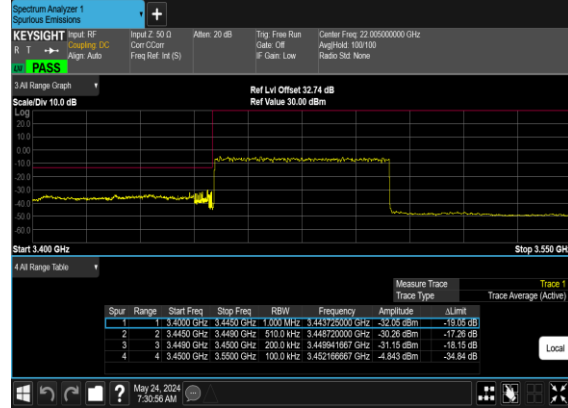 Spectrum Analyzer 1
Spurious Emissions
KEYSIGHT Input: RF Input Z: 50 Ω Atten: 20 dB Trig: Free Run Center Freq: 22.005000000 GHz
R T Coupling: DC Corr CCorr Gate: Off Avg|Hold: 100/100
Align: Auto Freq Ref: Int (S) IF Gain: Low Radio Std: None
PASS
3 All Range Graph
Ref Lvl Offset 32.74 dB
Scale/Div 10.0 dB Ref Value 30.00 dBm
Log
20.0
10.0
0.00
-10.0
-20.0
-30.0
-40.0
-50.0
-60.0
Start 3.400 GHz Stop 3.550 GHz
4 All Range Table
Measure Trace Trace 1
Trace Type Trace Average (Active)
Spur Range Start Freq Stop Freq RBW Frequency Amplitude ΔLimit
1 1 3.4000 GHz 3.4450 GHz 1.000 MHz 3.443725000 GHz -32.05 dBm -19.05 dB
2 2 3.4450 GHz 3.4490 GHz 510.0 kHz 3.448720000 GHz -30.26 dBm -17.26 dB
3 3 3.4490 GHz 3.4500 GHz 200.0 kHz 3.449941667 GHz -31.15 dBm -18.15 dB
4 4 3.4500 GHz 3.5500 GHz 100.0 kHz 3.452166667 GHz -4.843 dBm -34.84 dB
Local
? May 24, 2024
7:30:56 AM